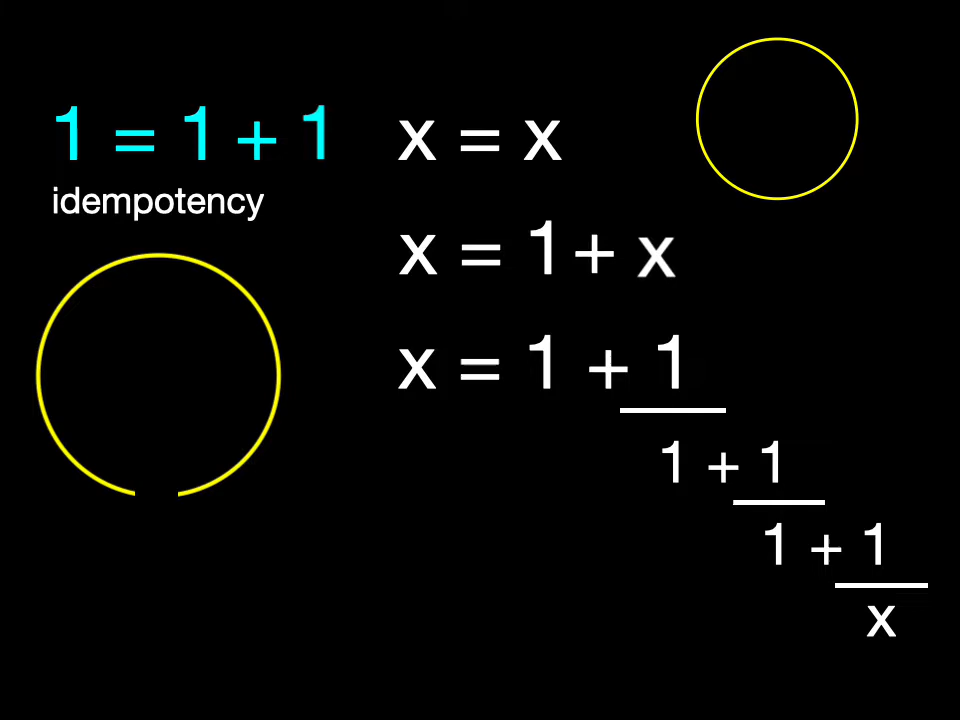 1 = 1 + 1
idempotency
x = x
x = 1 + x
x = 1 + 1
1 + 1
1 + 1
x